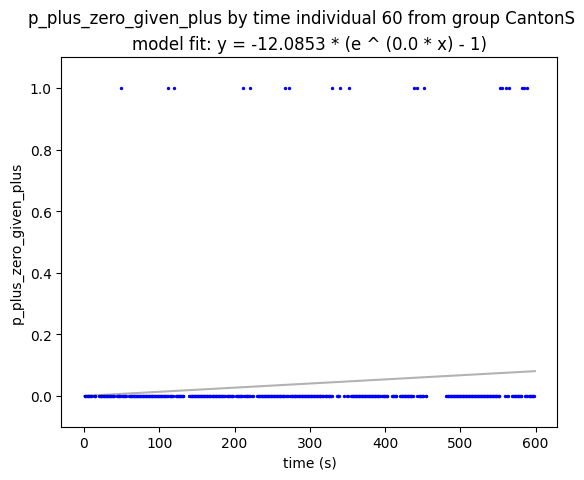 p_plus_zero_given_plus by time individual 60 from group CantonS
model fit: y = -12.0853 * (e ^ (0.0 * x) - 1)
1.0
0.8
0.6
0.4
0.2
0.0
p_plus_zero_given_plus
0 100 200 300 400 500 600
time (s)